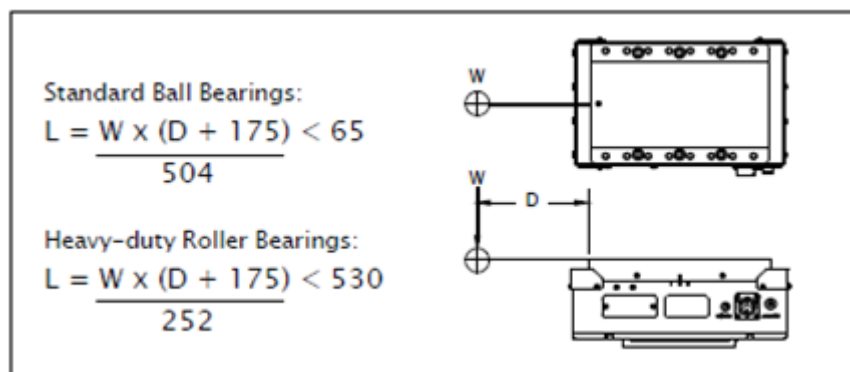 Standard Ball Bearings:
L = W x (D + 175) < 65
504
Heavy-duty Roller Bearings:
L = W x (D + 175) < 530
252
W
W
D